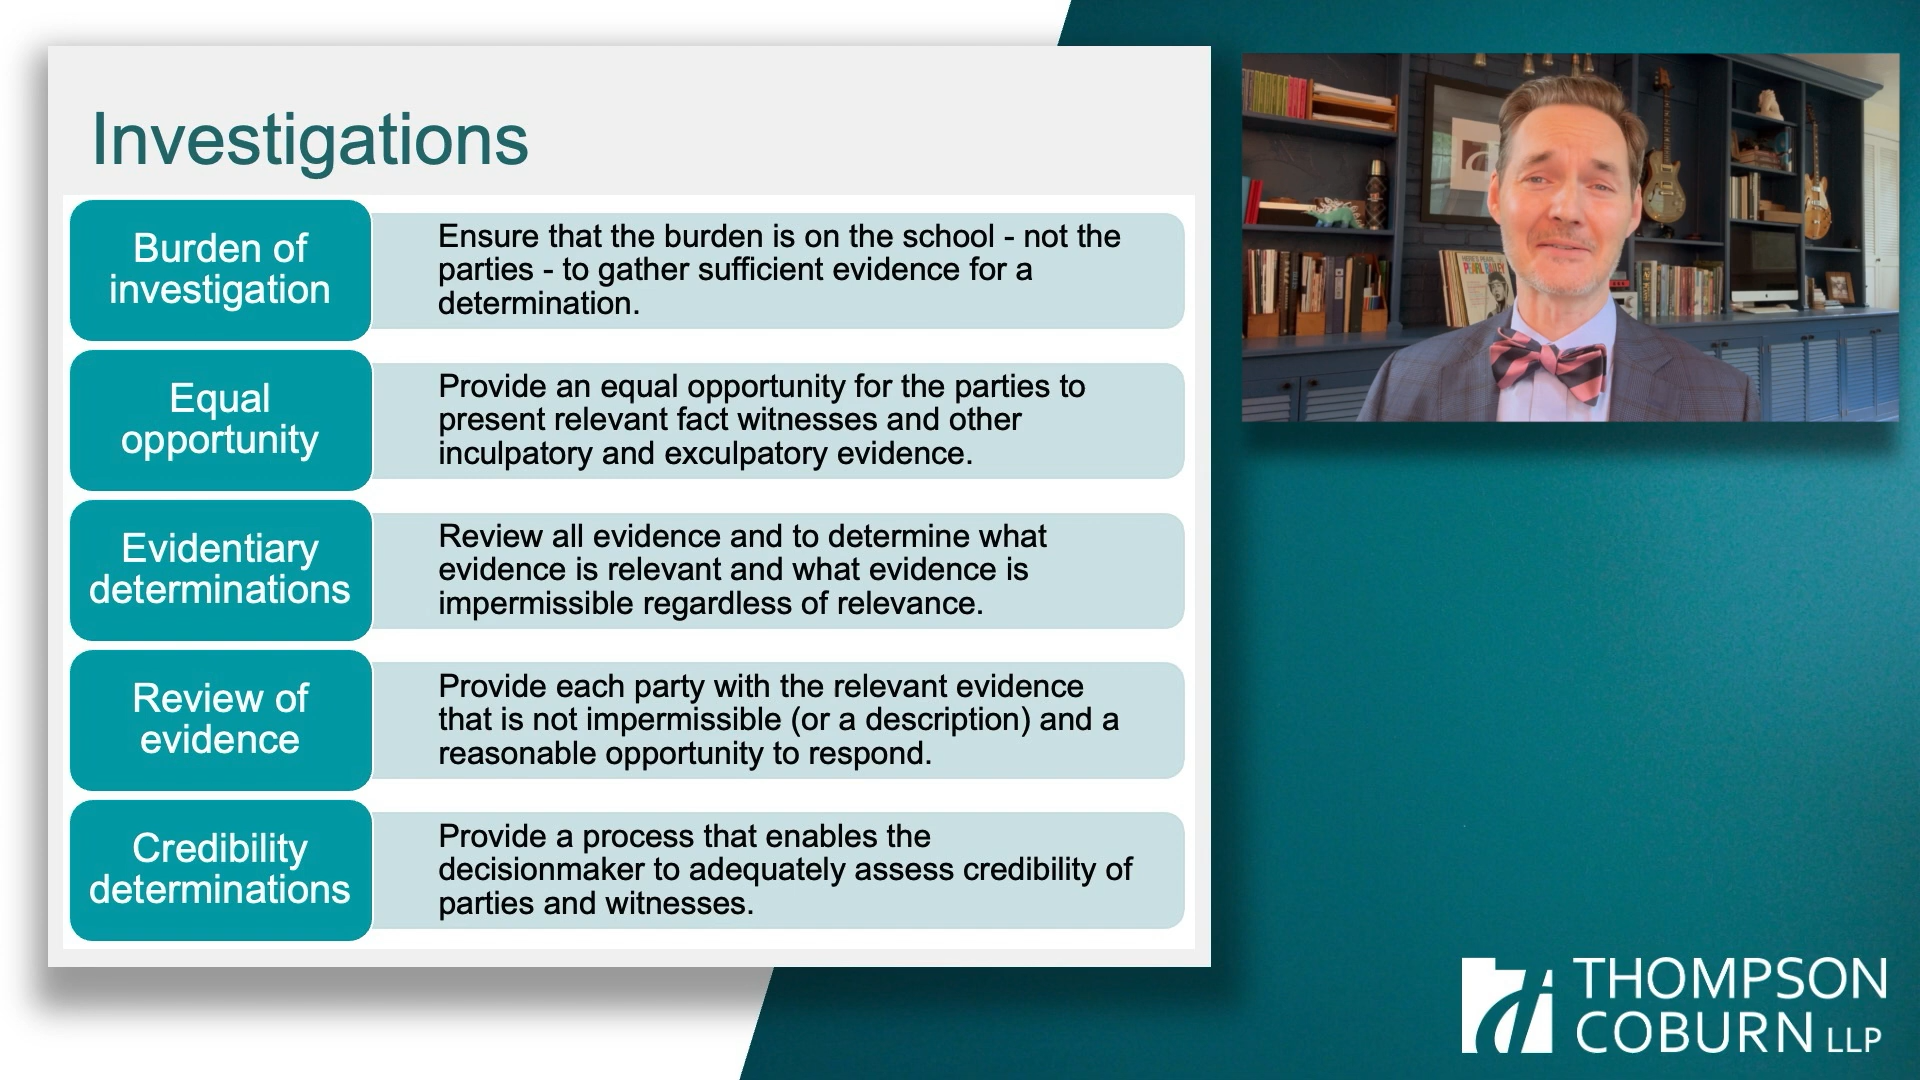 Investigations
Burden of
investigation
Ensure that the burden is on the school - not the
parties - to gather sufficient evidence for a
determination.
Equal
opportunity
Provide an equal opportunity for the parties to
present relevant fact witnesses and other
inculpatory and exculpatory evidence.
Evidentiary
determinations
Review all evidence and to determine what
evidence is relevant and what evidence is
impermissible regardless of relevance.
Review of
evidence
Provide each party with the relevant evidence
that is not impermissible (or a description) and a
reasonable opportunity to respond.
Credibility
determinations
Provide a process that enables the
decisionmaker to adequately assess credibility of
parties and witnesses.
PEARL BAILEY
THOMPSON
COBURN LLP